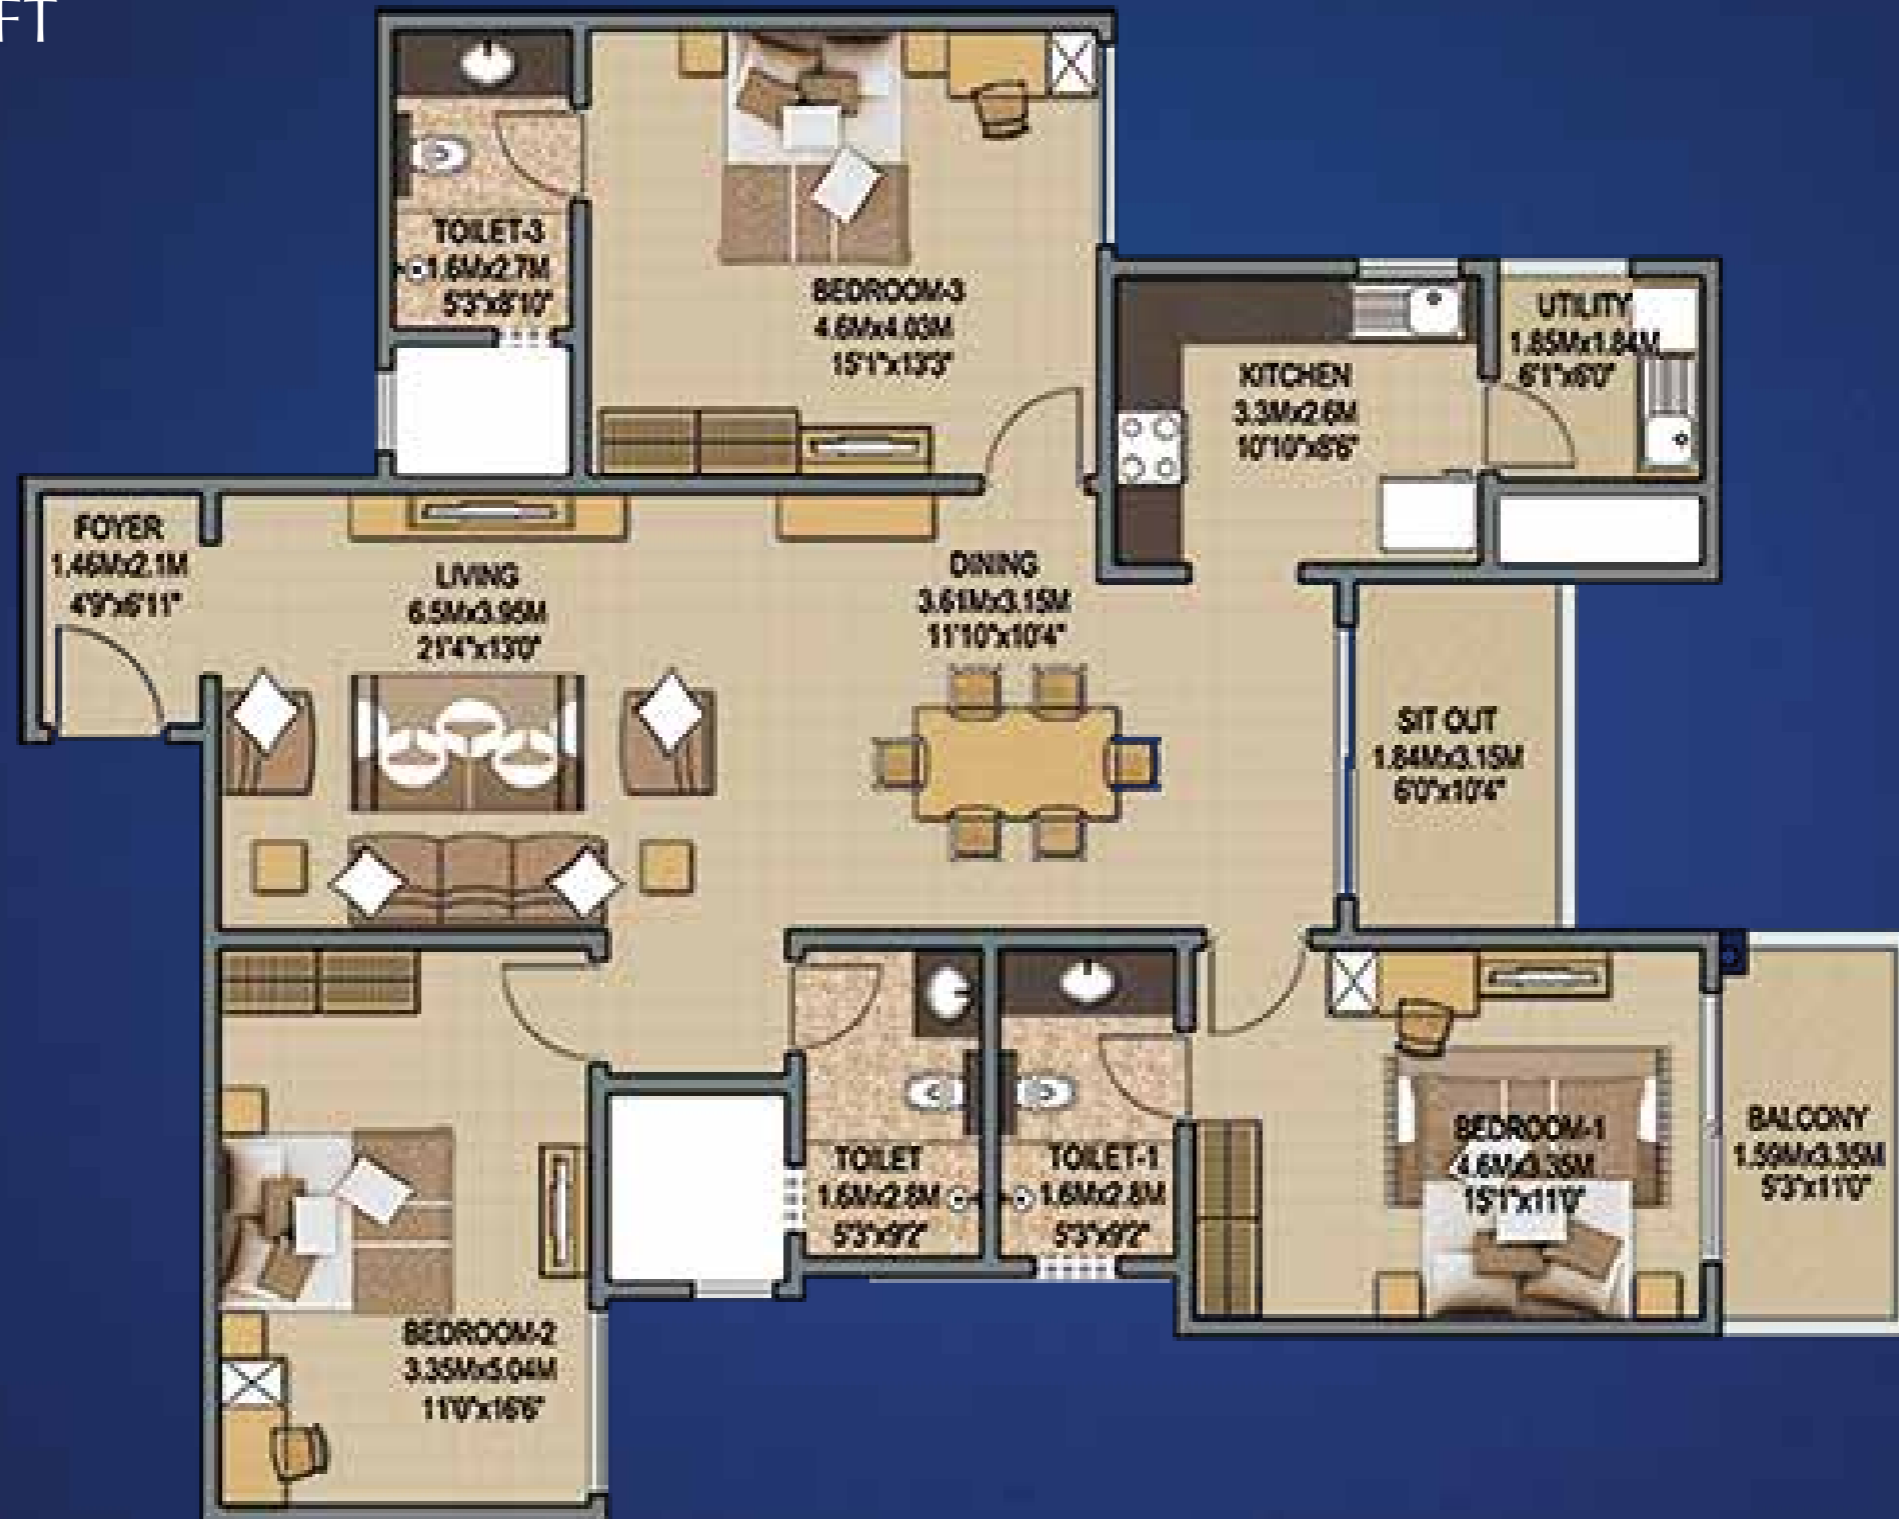 FT
TOILET-3
1.6Mx2.7M
5'3"x8'10"
BEDROOM-3
4.6Mx4.03M
15'1"x13'3"
UTILITY
1.85Mx1.84M
6'1"x6'0"
KITCHEN
3.3Mx2.6M
10'10"x8'6"
FOYER
1.46Mx2.1M
4'9"x6'11"
LIVING
6.5Mx3.95M
21'4"x13'0"
DINING
3.61Mx3.15M
11'10"x10'4"
SIT OUT
1.84Mx3.15M
6'0"x10'4"
TOILET
1.6Mx2.8M
5'3"x9'2"
TOILET-1
1.6Mx2.8M
5'3"x9'2"
BEDROOM-1
4.6Mx3.35M
15'1"x11'0"
BALCONY
1.59Mx3.35M
5'3"x11'0"
BEDROOM-2
3.35Mx5.04M
11'0"x16'6"